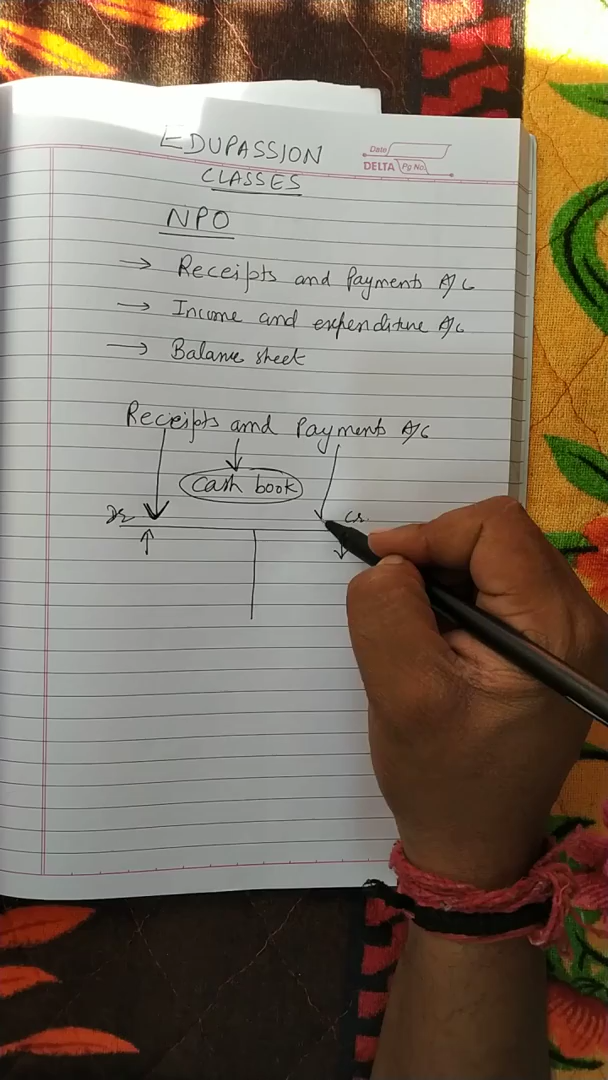 EDUPASSION
CLASSES
Date
DELTA Pg No.
NPO
→ Receipts and Payments A/C
→ Income and expenditure A/C
→ Balance sheet
Receipts and Payments A/C
Cash book
Dr Cr.